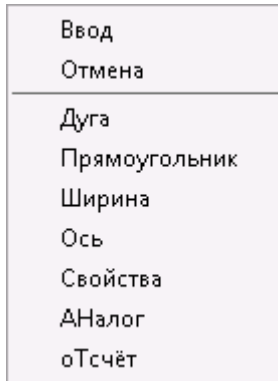 Ввод
Отмена
Дуга
Прямоугольник
Ширина
Ось
Свойства
АНалог
оТсчёт